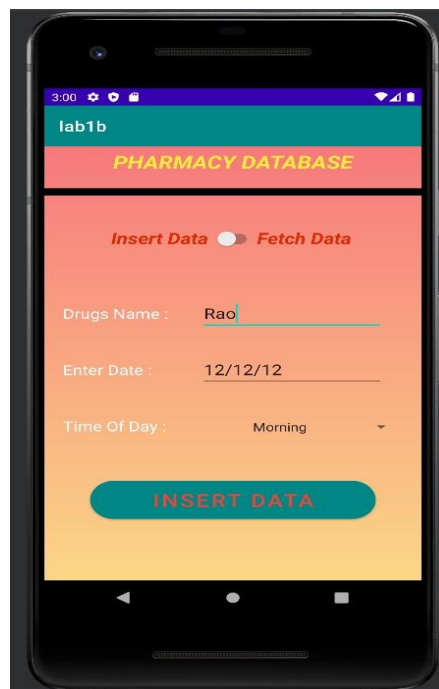 3:00
lab1b
PHARMACY DATABASE
Insert Data Fetch Data
Drugs Name : Rao
Enter Date : 12/12/12
Time Of Day : Morning
INSERT DATA